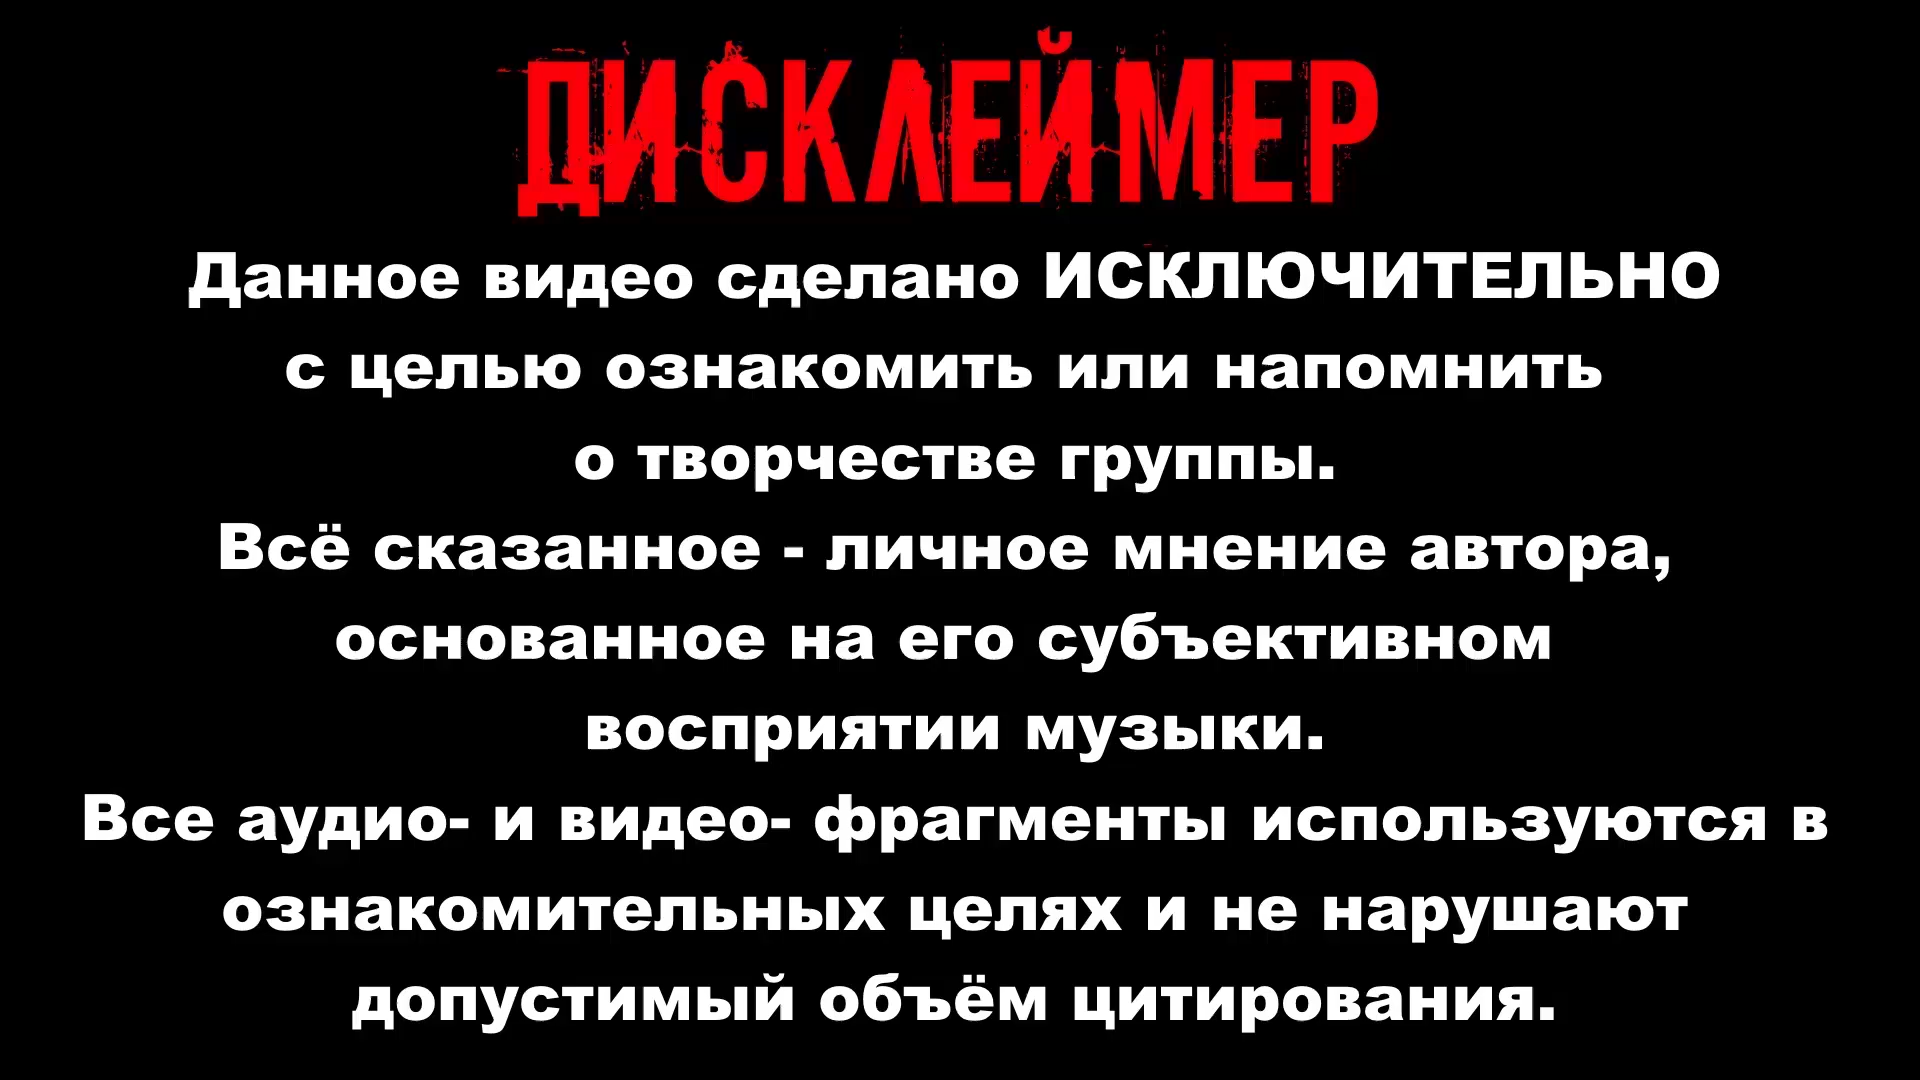 ДИСКЛЕЙМЕР
Данное видео сделано ИСКЛЮЧИТЕЛЬНО
с целью ознакомить или напомнить
о творчестве группы.
Всё сказанное - личное мнение автора,
основанное на его субъективном
восприятии музыки.
Все аудио- и видео- фрагменты используются в
ознакомительных целях и не нарушают
допустимый объём цитирования.